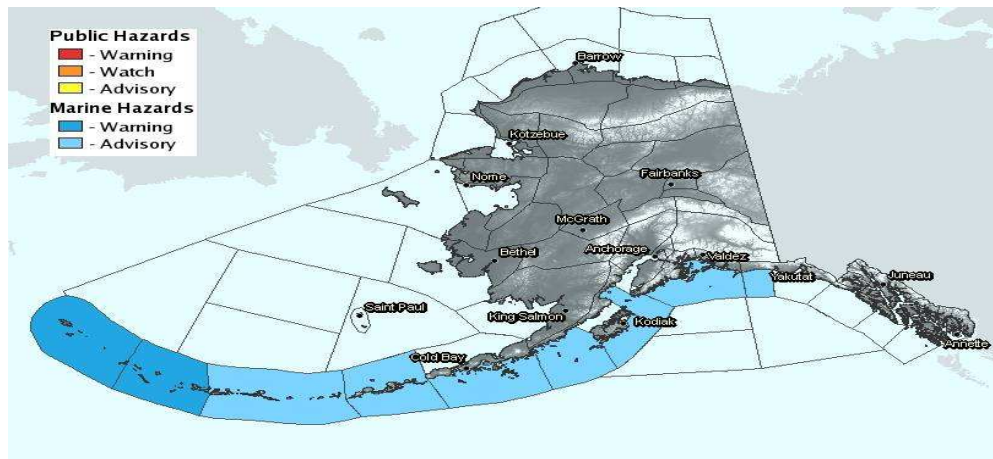 Public Hazards
- Warning
- Watch
- Advisory
Marine Hazards
- Warning
- Advisory
Barrow
Kotzebue
Nome
Fairbanks
McGrath
Bethel
Anchorage
Valdez
Yakutat
Juneau
Saint Paul
King Salmon
Kodiak
Annette
Cold Bay